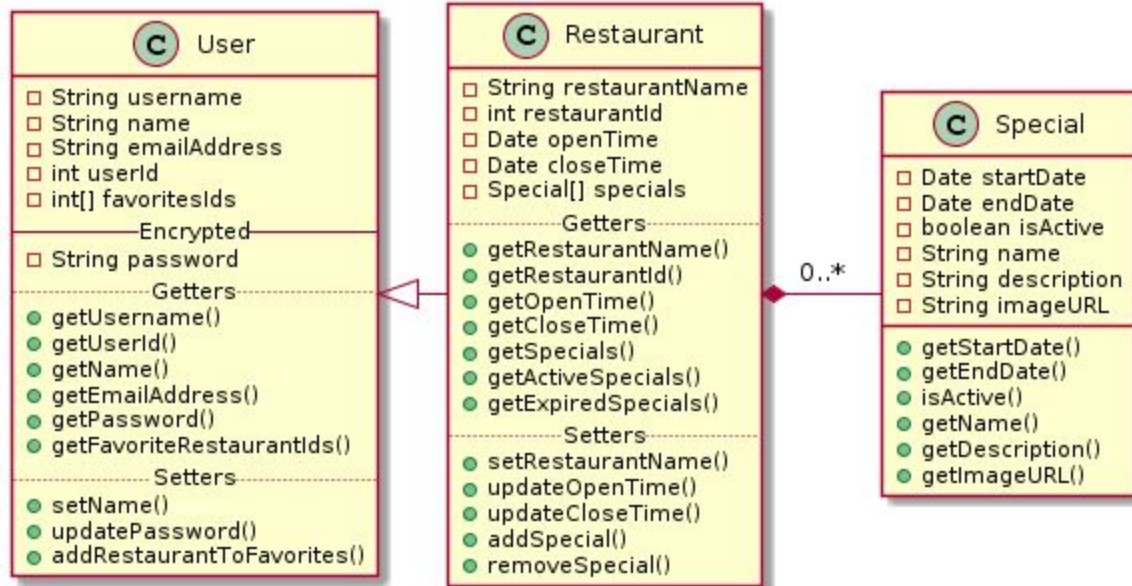 C User
String username
String name
String emailAddress
int userId
int[] favoritesIds
Encrypted
String password
Getters
getUsername()
getUserId()
getName()
getEmailAddress()
getPassword()
getFavoriteRestaurantIds()
Setters
setName()
updatePassword()
addRestaurantToFavorites()
C Restaurant
String restaurantName
int restaurantId
Date openTime
Date closeTime
Special[] specials
Getters
getRestaurantName()
getRestaurantId()
getOpenTime()
getCloseTime()
getSpecials()
getActiveSpecials()
getExpiredSpecials()
Setters
setRestaurantName()
updateOpenTime()
updateCloseTime()
addSpecial()
removeSpecial()
0..*
C Special
Date startDate
Date endDate
boolean isActive
String name
String description
String imageURL
getStartDate()
getEndDate()
isActive()
getName()
getDescription()
getImageURL()